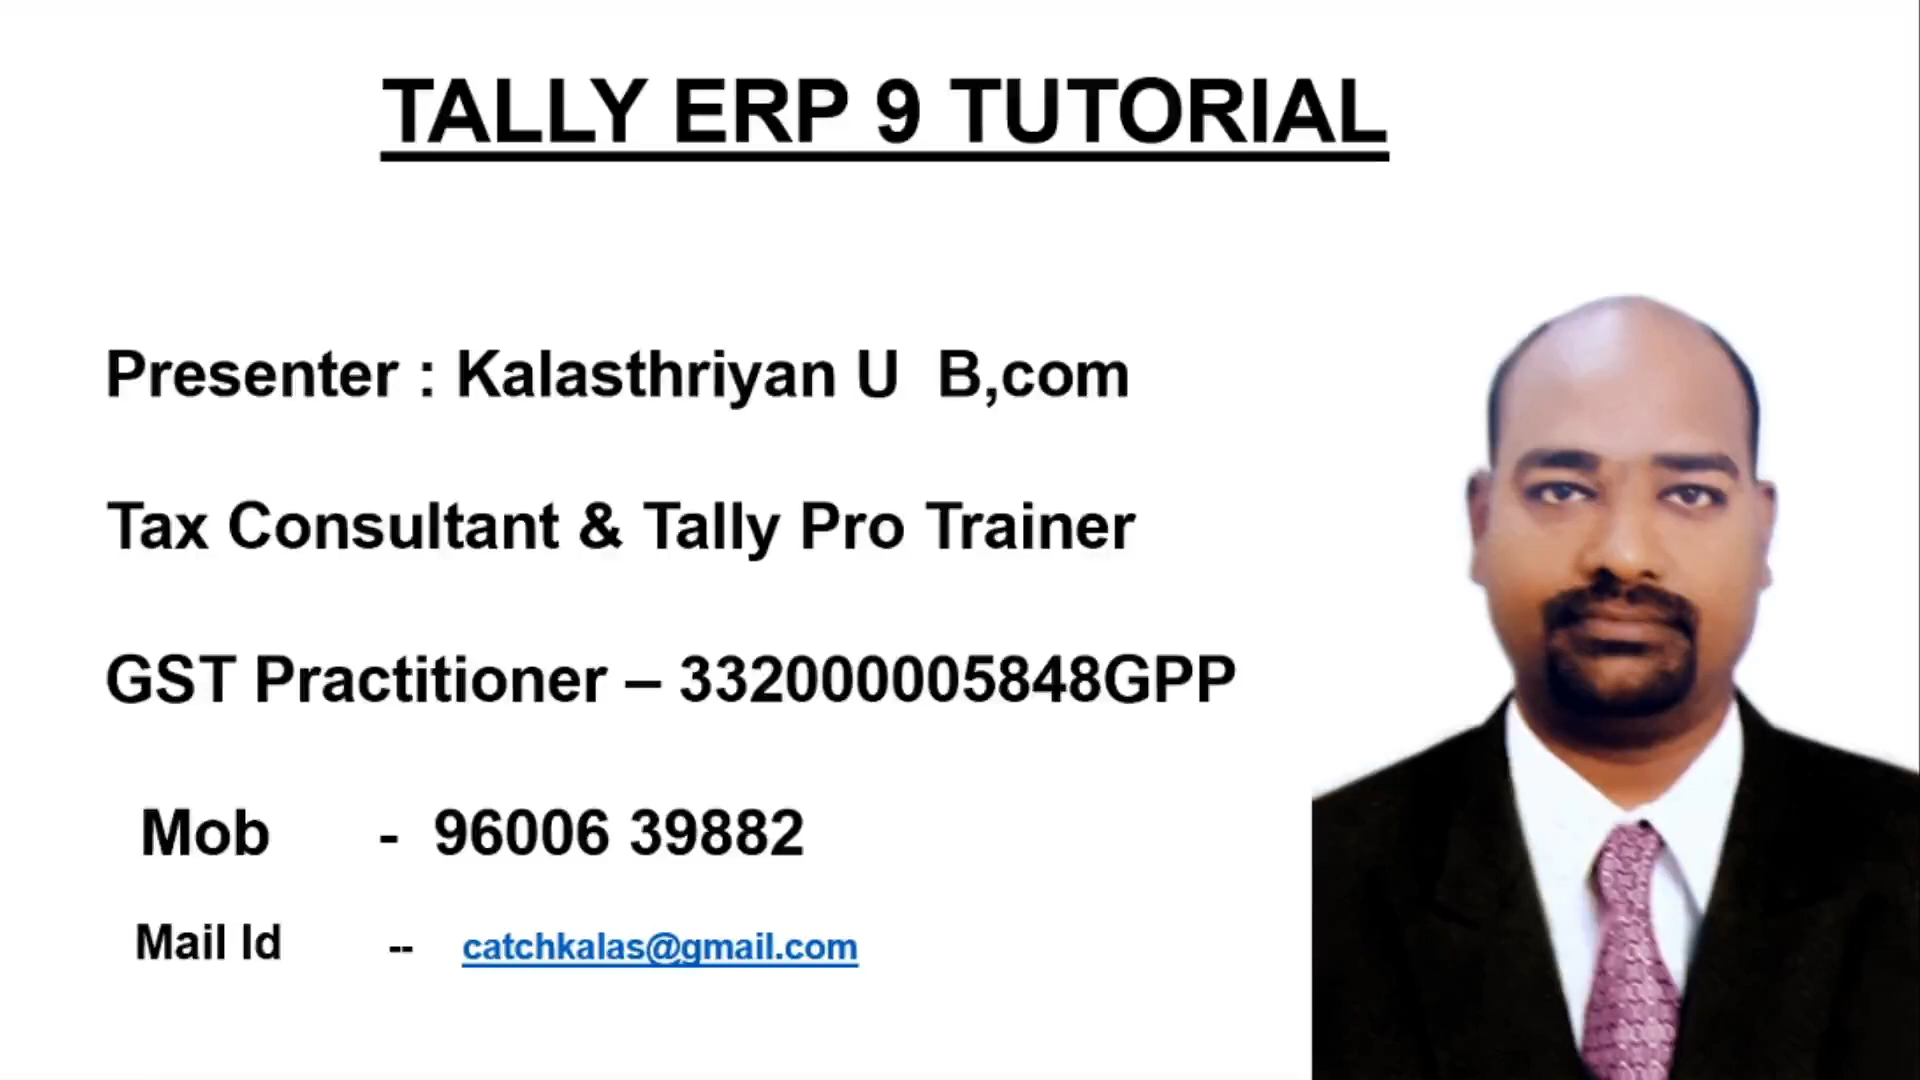 TALLY ERP 9 TUTORIAL
Presenter : Kalasthriyan U  B,com
Tax Consultant & Tally Pro Trainer
GST Practitioner – 332000005848GPP
Mob - 96006 39882
Mail Id -- catchkalas@gmail.com